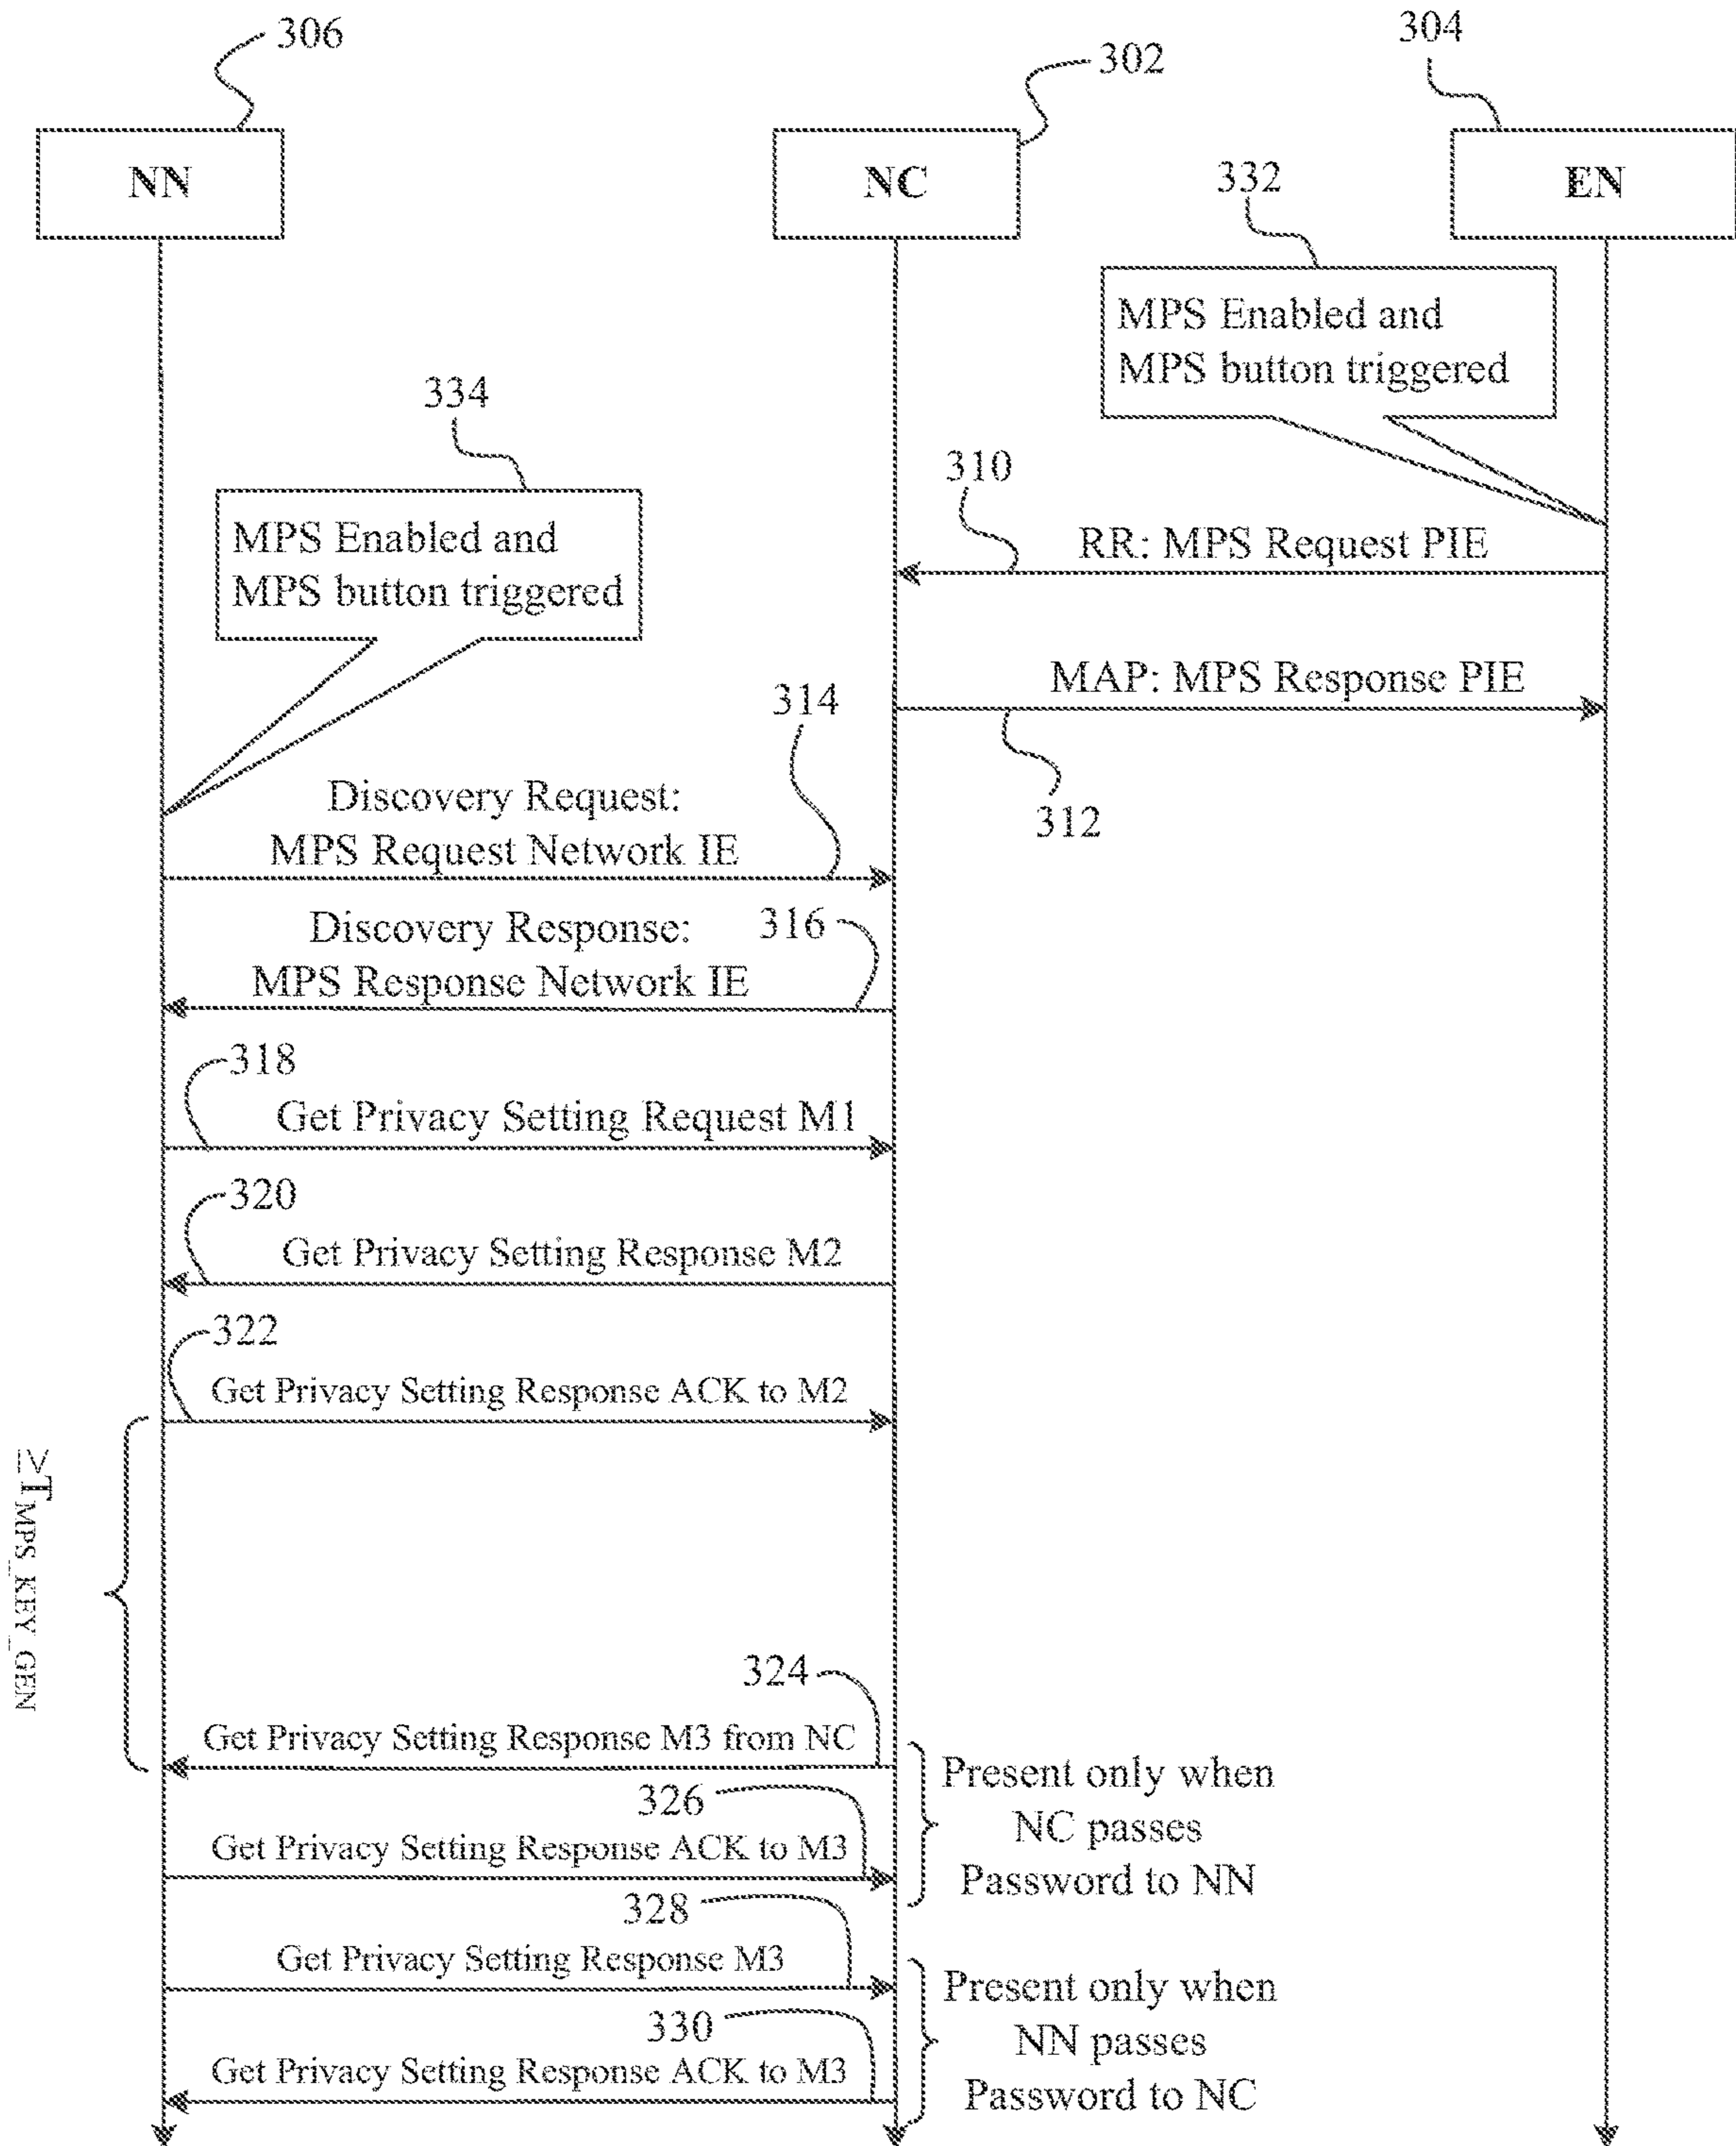 306
302
304
NN
NC
EN
332
MPS Enabled and
MPS button triggered
334
MPS Enabled and
MPS button triggered
310
RR: MPS Request PIE
MAP: MPS Response PIE
312
314
Discovery Request:
MPS Request Network IE
316
Discovery Response:
MPS Response Network IE
318
Get Privacy Setting Request M1
320
Get Privacy Setting Response M2
322
Get Privacy Setting Response ACK to M2
≥T_MPS_KEY_GEN
324
Get Privacy Setting Response M3 from NC
326
Get Privacy Setting Response ACK to M3
Present only when
NC passes
Password to NN
328
Get Privacy Setting Response M3
330
Get Privacy Setting Response ACK to M3
Present only when
NN passes
Password to NC